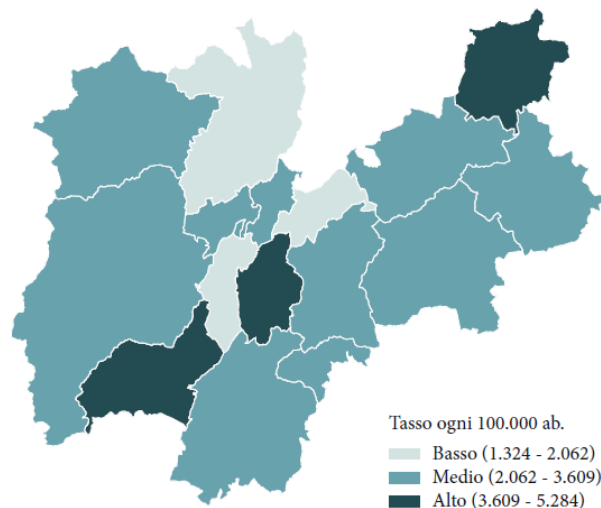 Tasso ogni 100.000 ab.
Basso (1.324 - 2.062)
Medio (2.062 - 3.609)
Alto (3.609 - 5.284)